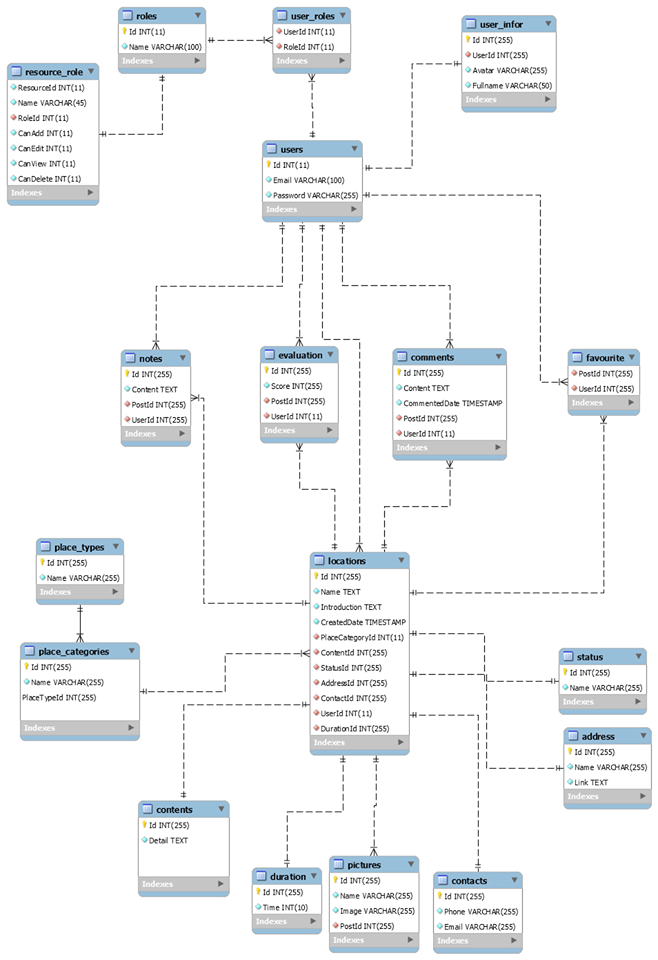 roles
Id INT(11)
Name VARCHAR(100)
Indexes
user_roles
UserId INT(11)
RoleId INT(11)
Indexes
user_infor
Id INT(255)
UserId INT(255)
Avatar VARCHAR(255)
Fullname VARCHAR(50)
Indexes
resource_role
ResourceId INT(11)
Name VARCHAR(45)
RoleId INT(11)
CanAdd INT(11)
CanEdit INT(11)
CanView INT(11)
CanDelete INT(11)
Indexes
users
Id INT(11)
Email VARCHAR(100)
Password VARCHAR(255)
Indexes
notes
Id INT(255)
Content TEXT
PostId INT(255)
UserId INT(255)
Indexes
evaluation
Id INT(255)
Score INT(255)
PostId INT(255)
UserId INT(11)
Indexes
comments
Id INT(255)
Content TEXT
CommentedDate TIMESTAMP
PostId INT(255)
UserId INT(11)
Indexes
favourite
PostId INT(255)
UserId INT(255)
Indexes
place_types
Id INT(255)
Name VARCHAR(255)
Indexes
locations
Id INT(255)
Name TEXT
Introduction TEXT
CreatedDate TIMESTAMP
PlaceCategoryId INT(11)
ContentId INT(255)
StatusId INT(255)
AddressId INT(255)
ContactId INT(255)
UserId INT(11)
DurationId INT(255)
Indexes
place_categories
Id INT(255)
Name VARCHAR(255)
PlaceTypeId INT(255)
Indexes
status
Id INT(255)
Name VARCHAR(255)
Indexes
address
Id INT(255)
Name VARCHAR(255)
Link TEXT
Indexes
contents
Id INT(255)
Detail TEXT
Indexes
duration
Id INT(255)
Time INT(10)
Indexes
pictures
Id INT(255)
Name VARCHAR(255)
Image VARCHAR(255)
PostId INT(255)
Indexes
contacts
Id INT(255)
Phone VARCHAR(255)
Email VARCHAR(255)
Indexes